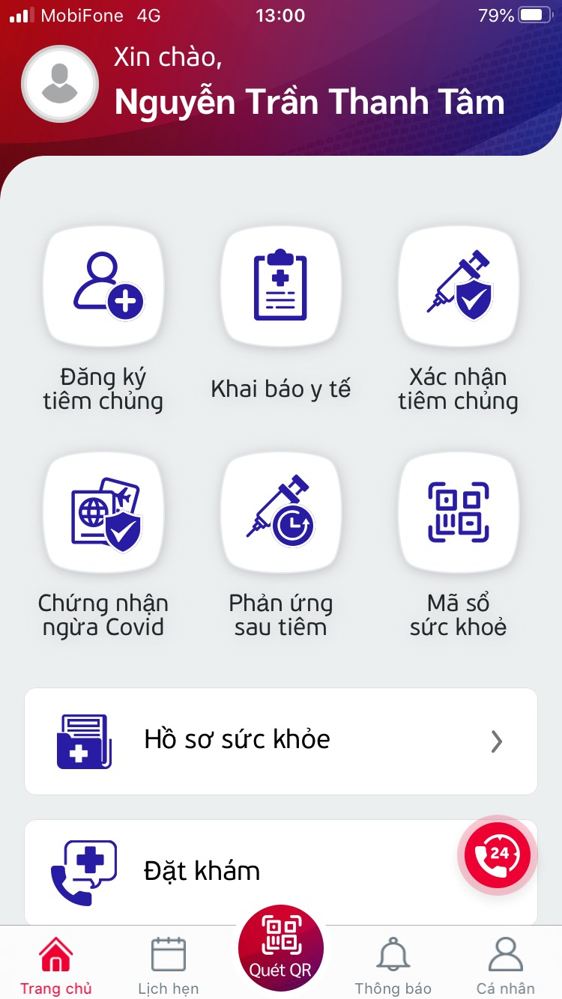 MobiFone 4G 13:00 79%
Xin chào,
Nguyễn Trần Thanh Tâm
Đăng ký
tiêm chủng
Khai báo y tế
Xác nhận
tiêm chủng
Chứng nhận
ngừa Covid
Phản ứng
sau tiêm
Mã sổ
sức khoẻ
Hồ sơ sức khỏe
Đặt khám
24
Trang chủ
Lịch hẹn
Quét QR
Thông báo
Cá nhân